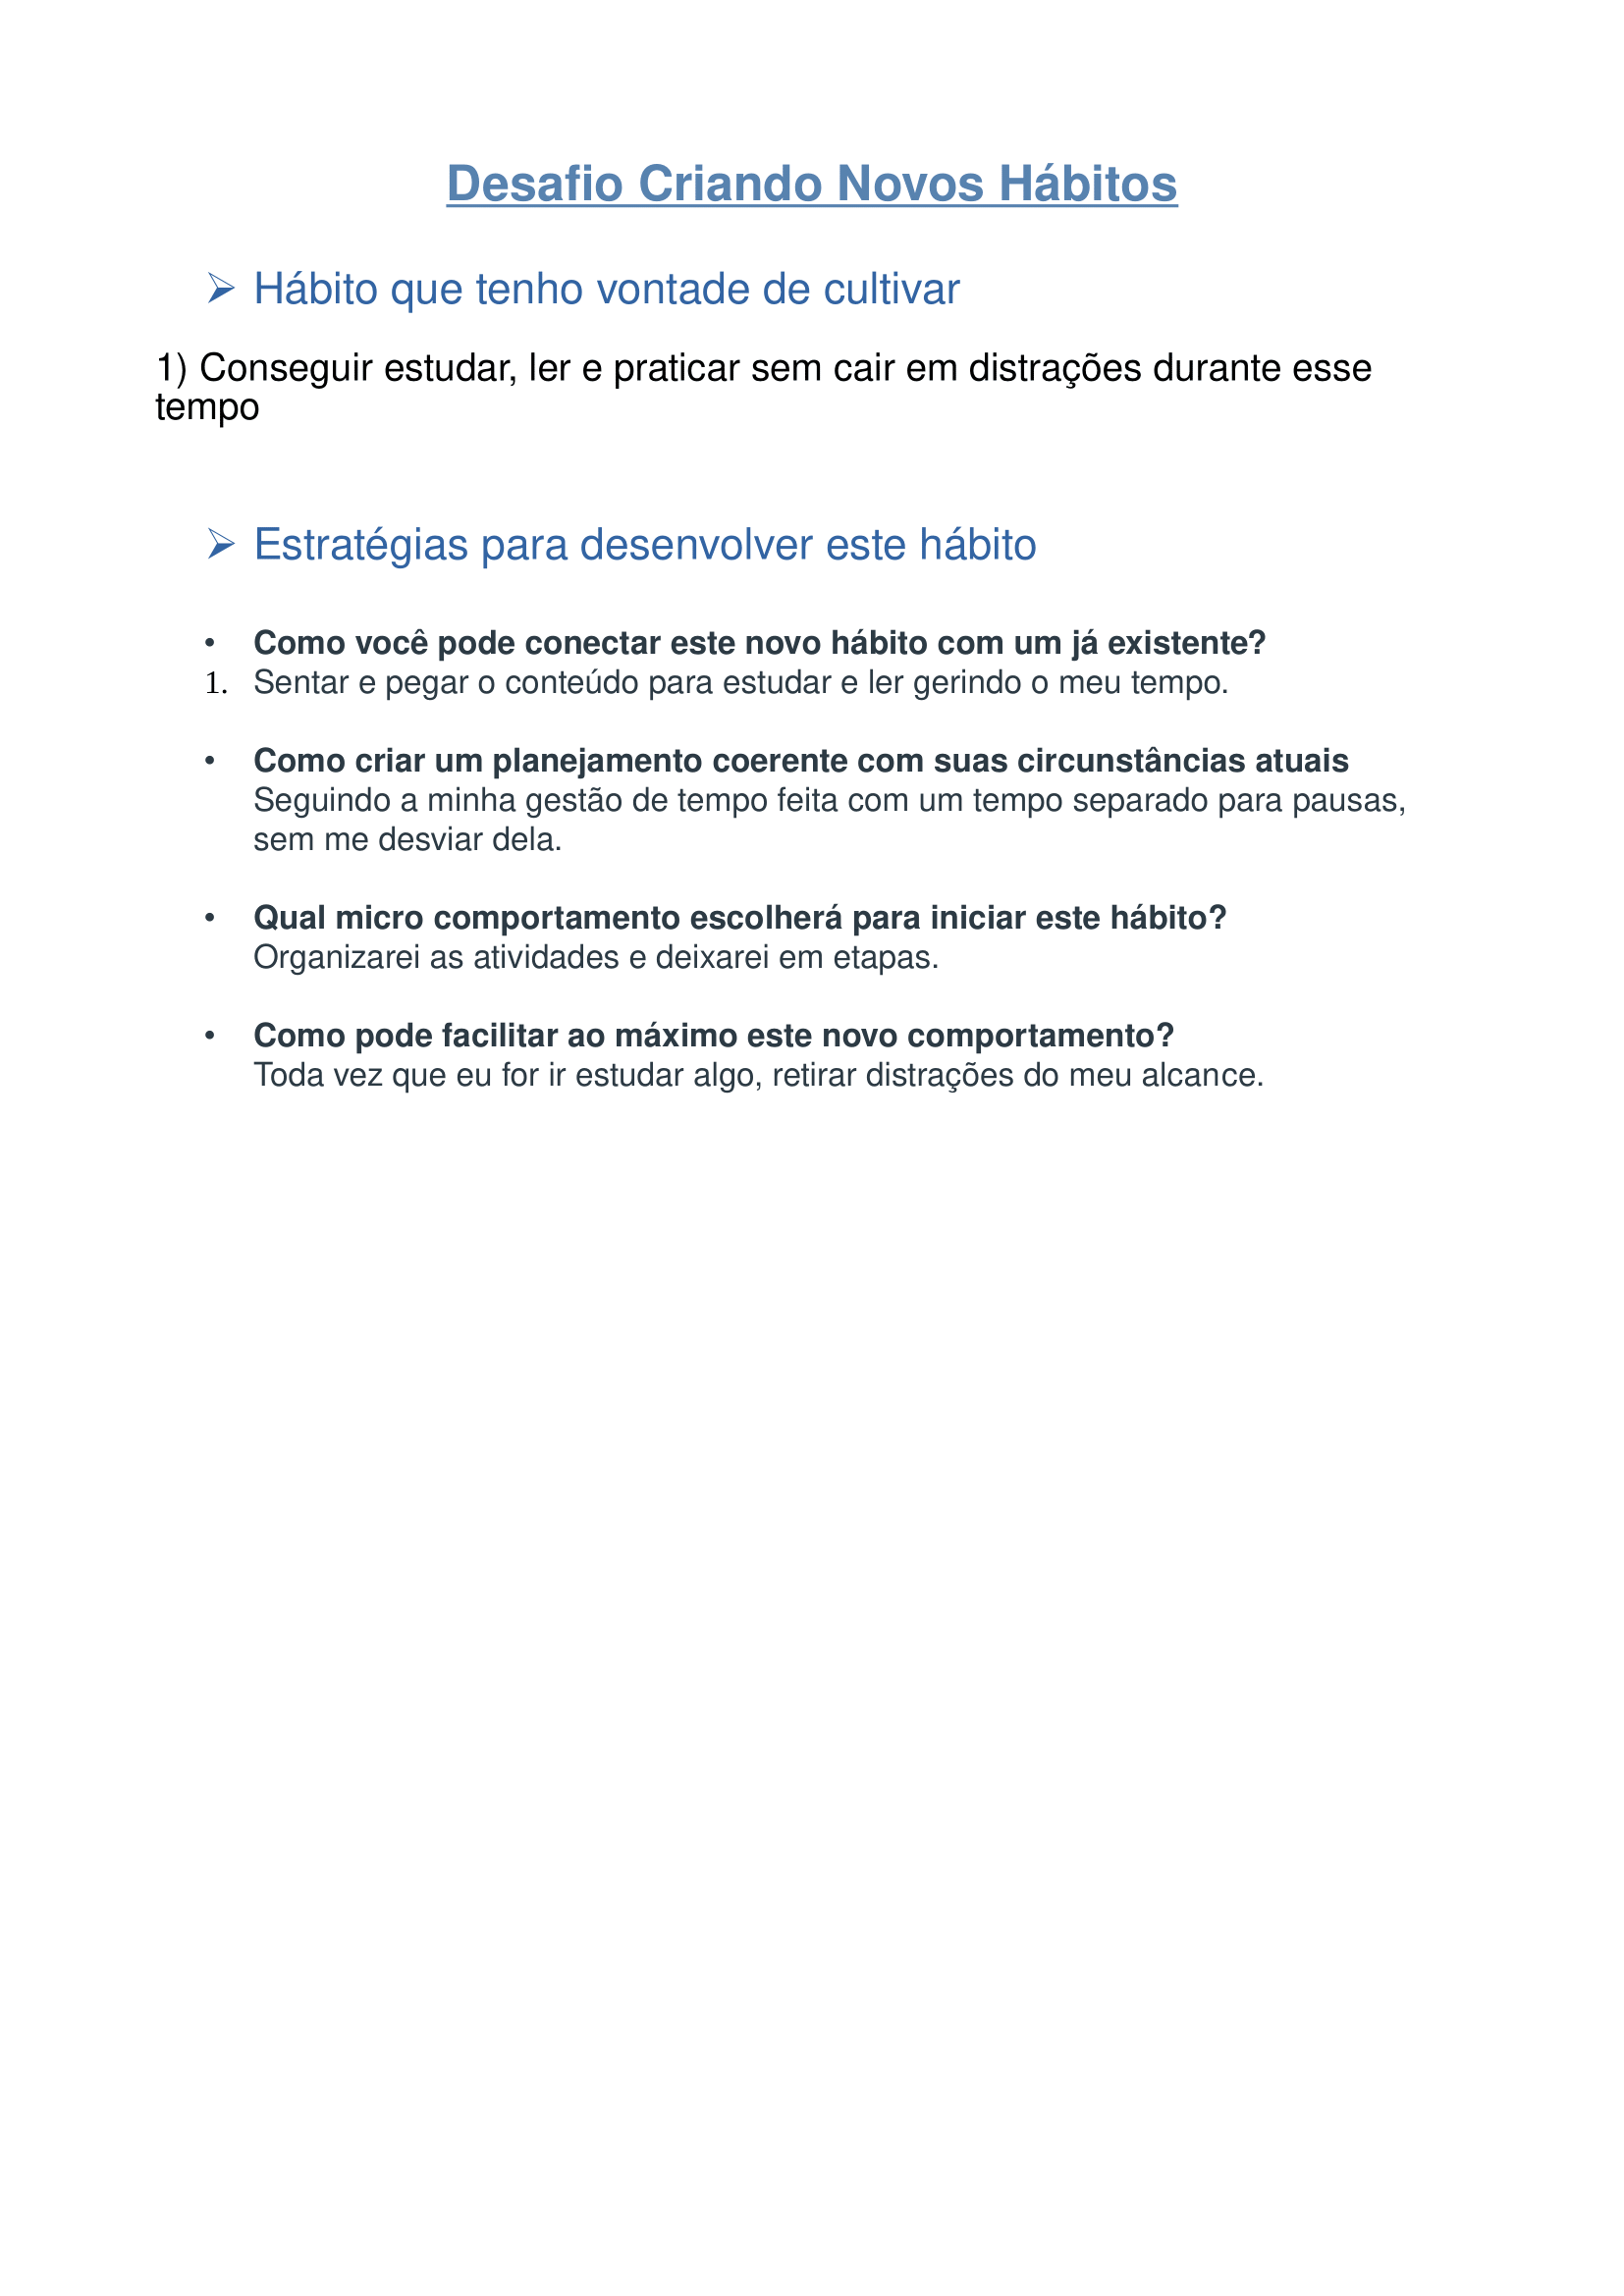 Desafio Criando Novos Hábitos
➢ Hábito que tenho vontade de cultivar
1) Conseguir estudar, ler e praticar sem cair em distrações durante esse
tempo
➢ Estratégias para desenvolver este hábito
• Como você pode conectar este novo hábito com um já existente?
1. Sentar e pegar o conteúdo para estudar e ler gerindo o meu tempo.
• Como criar um planejamento coerente com suas circunstâncias atuais
Seguindo a minha gestão de tempo feita com um tempo separado para pausas,
sem me desviar dela.
• Qual micro comportamento escolherá para iniciar este hábito?
Organizarei as atividades e deixarei em etapas.
• Como pode facilitar ao máximo este novo comportamento?
Toda vez que eu for ir estudar algo, retirar distrações do meu alcance.